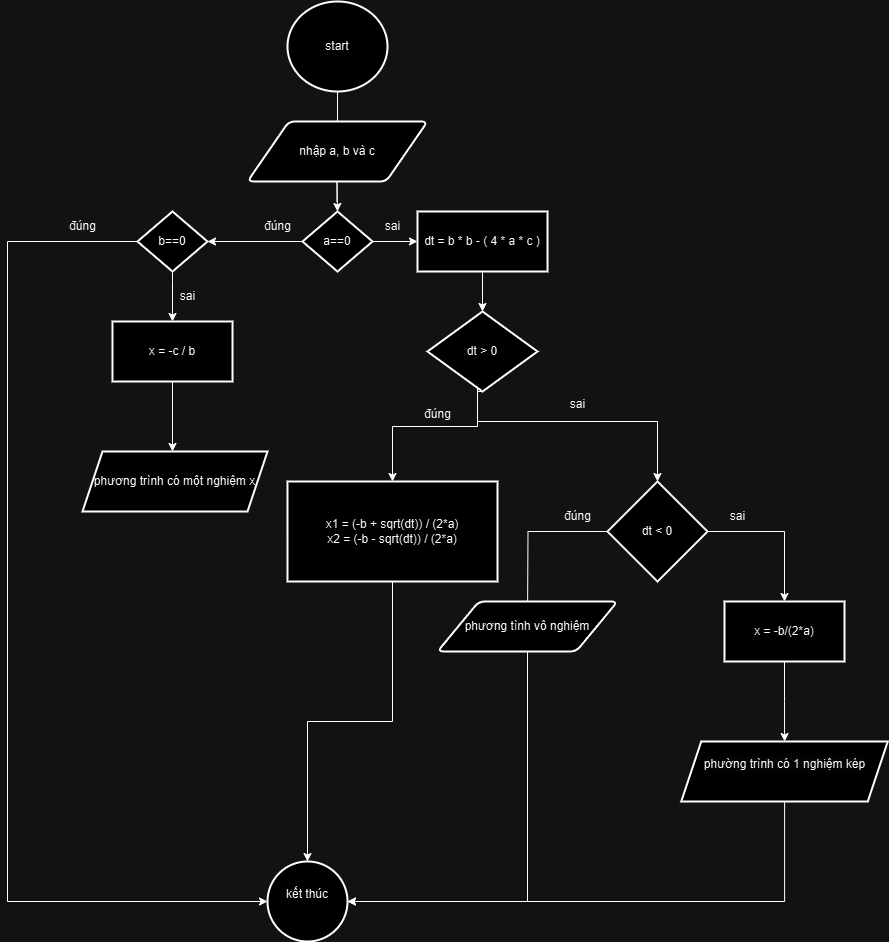 start
nhập a, b và c
đúng
b==0
đúng
a==0
sai
dt = b * b - ( 4 * a * c )
sai
x = -c / b
dt > 0
đúng
sai
phương trình có một nghiệm x
x1 = (-b + sqrt(dt)) / (2*a)
x2 = (-b - sqrt(dt)) / (2*a)
đúng
dt < 0
sai
phương tình vô nghiệm
x = -b/(2*a)
phường trình có 1 nghiệm kép
kết thúc